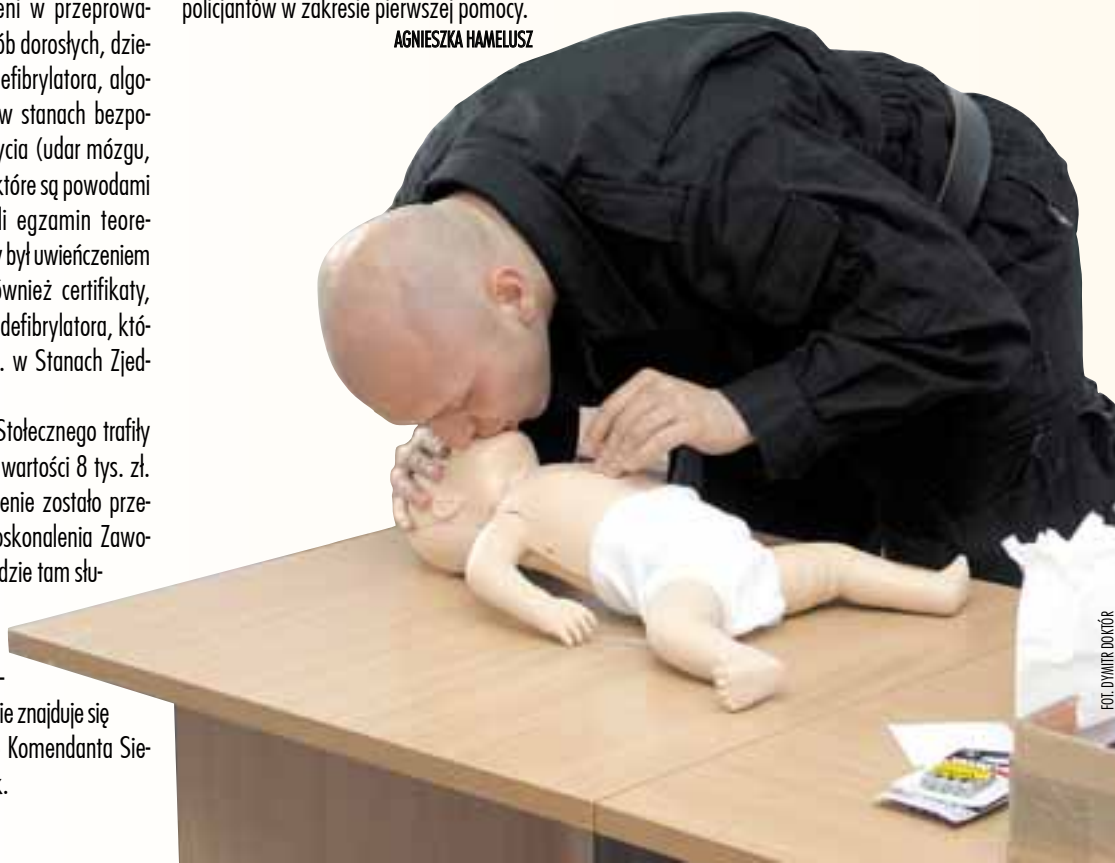 eni w przeprowa-
ób dorosłych, dzie-
efibrylatora, algo-
w stanach bezpo-
ycia (udar mózgu,
które są powodami
li egzamin teore-
y był uwieńczeniem
ównież certifikaty,
defibrylatora, któ-
. w Stanach Zjed-
Stołecznego trafiły
wartości 8 tys. zł.
enie zostało prze-
oskonalenia Zawo-
dzie tam słu-
-
ie znajduje się
Komendanta Sie-
k.
policjantów w zakresie pierwszej pomocy.
AGNIESZKA HAMELUSZ
FOT. DYMITR DOKTÓR